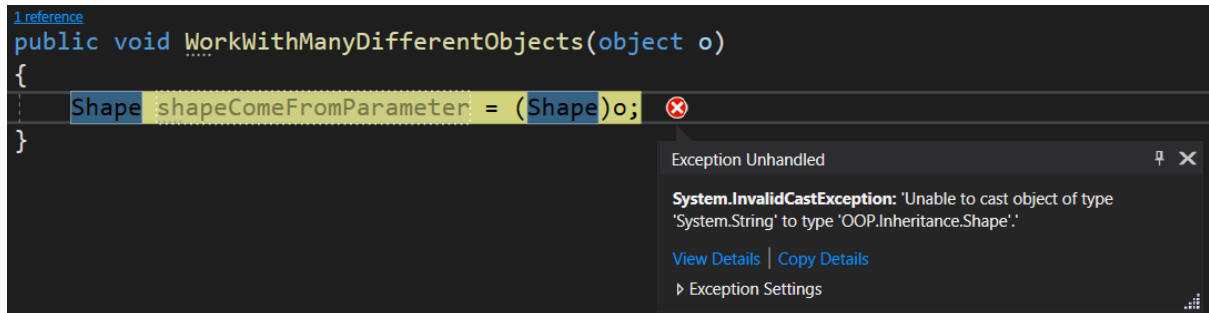 1 reference
public void WorkWithManyDifferentObjects(object o)
{
Shape shapeComeFromParameter = (Shape)o;
}
Exception Unhandled
System.InvalidCastException: 'Unable to cast object of type
'System.String' to type 'OOP.Inheritance.Shape'.'
View Details | Copy Details
Exception Settings